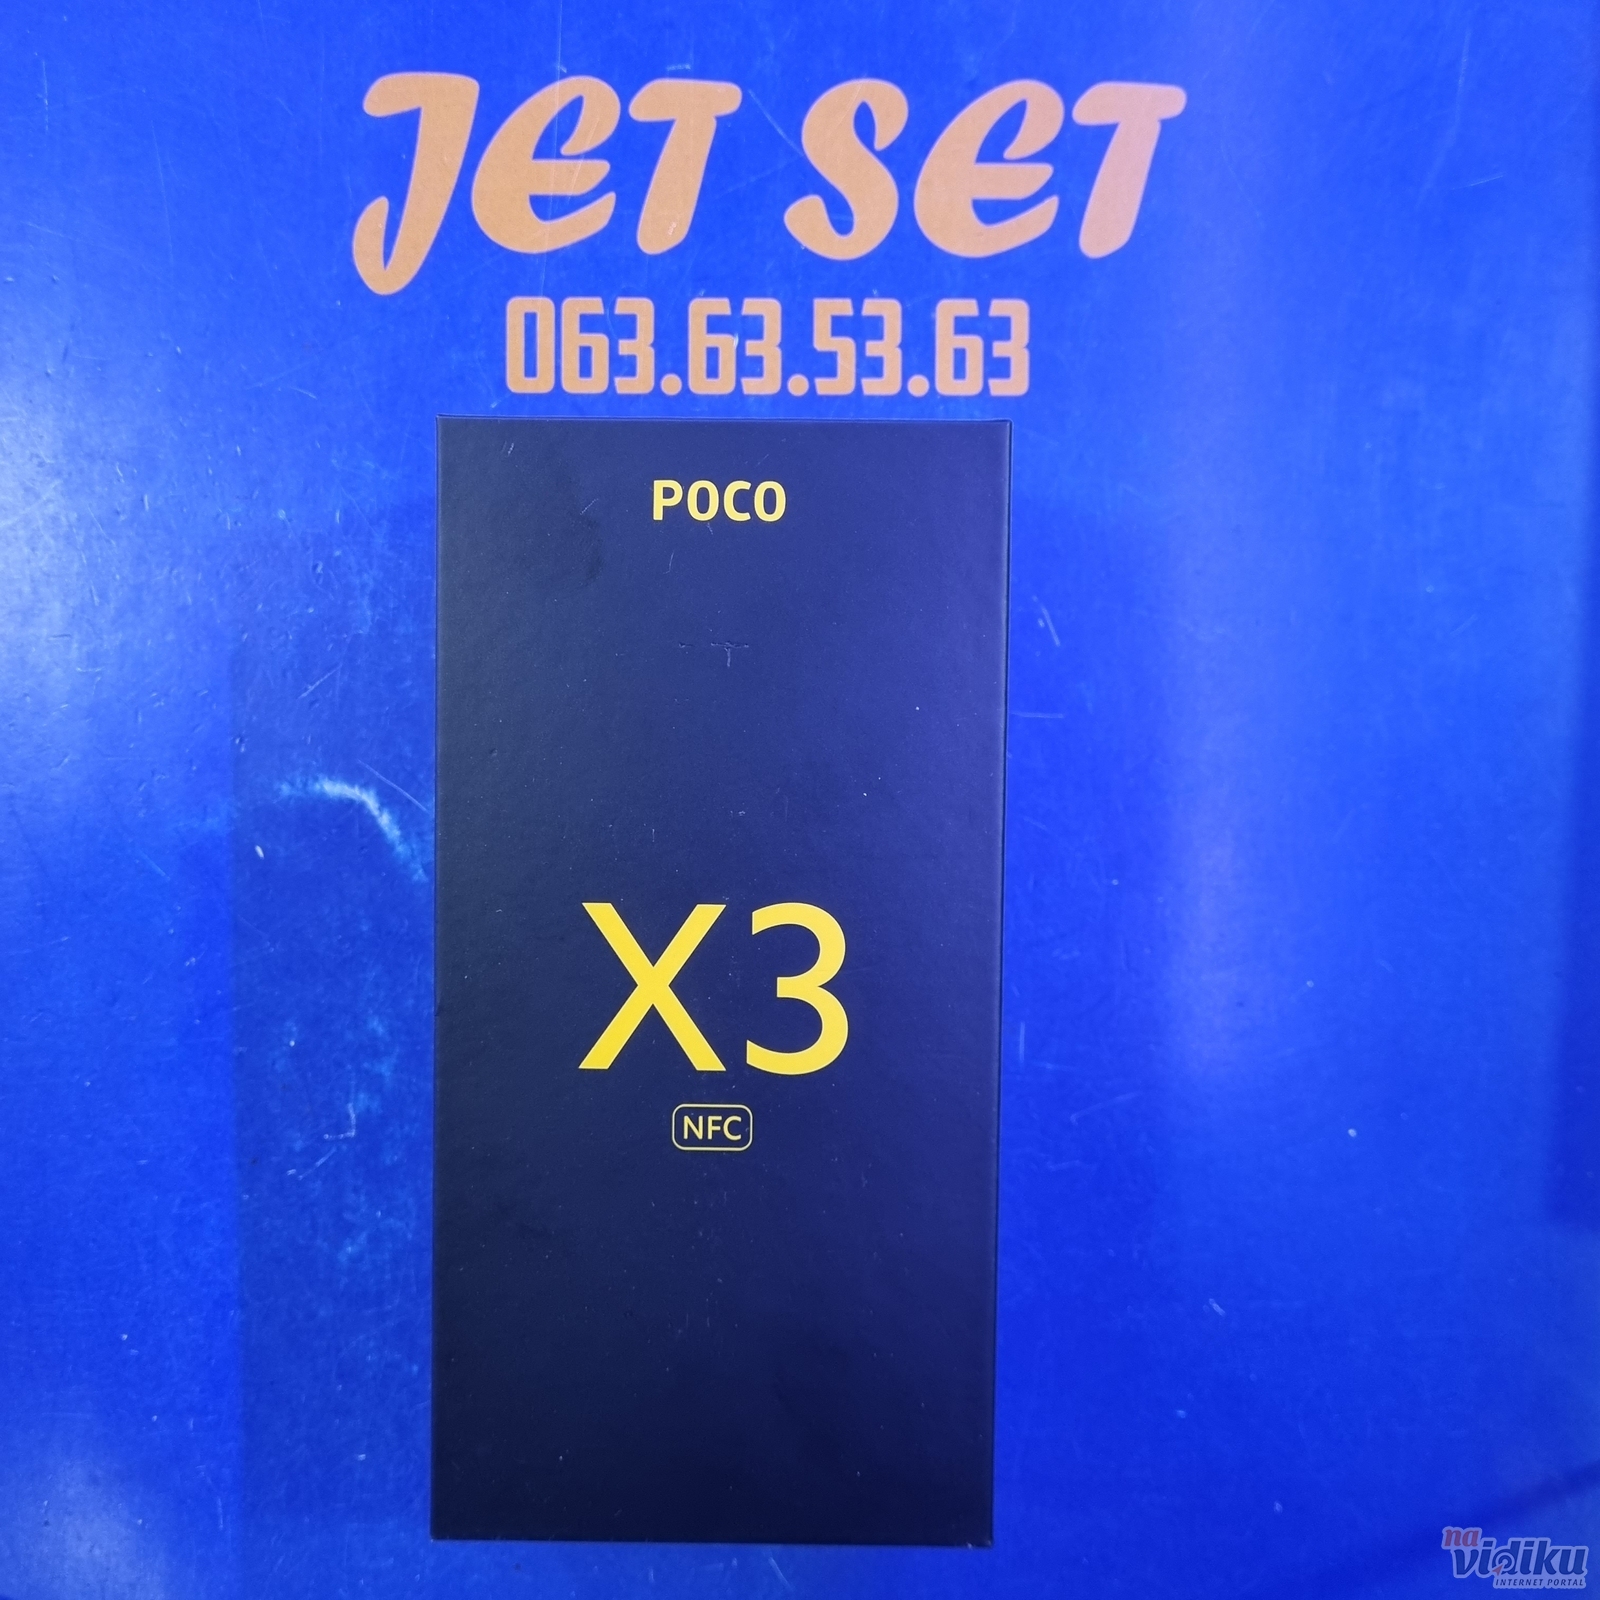 JET SET
063.63.53.63
POCO
X3
NFC
na
vidiku
INTERNET PORTAL